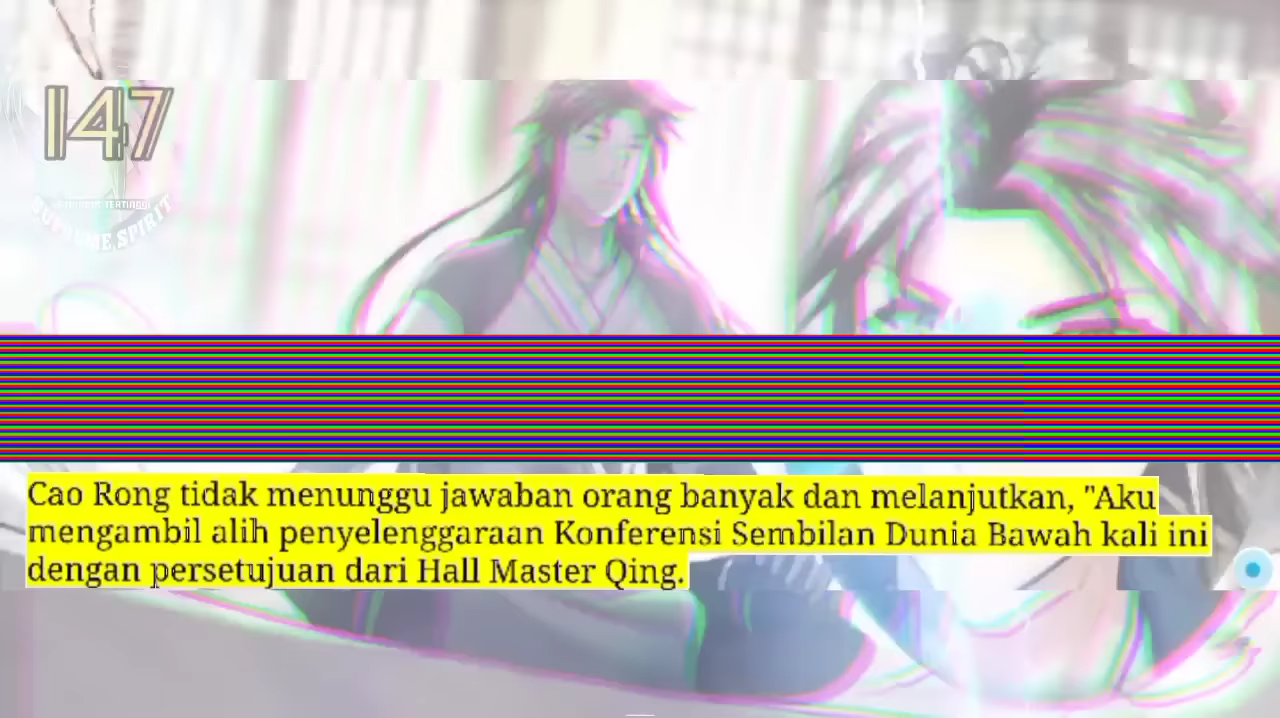 147
SUPREME SPIRIT
Cao Rong tidak menunggu jawaban orang banyak dan melanjutkan, "Aku
mengambil alih penyelenggaraan Konferensi Sembilan Dunia Bawah kali ini
dengan persetujuan dari Hall Master Qing.